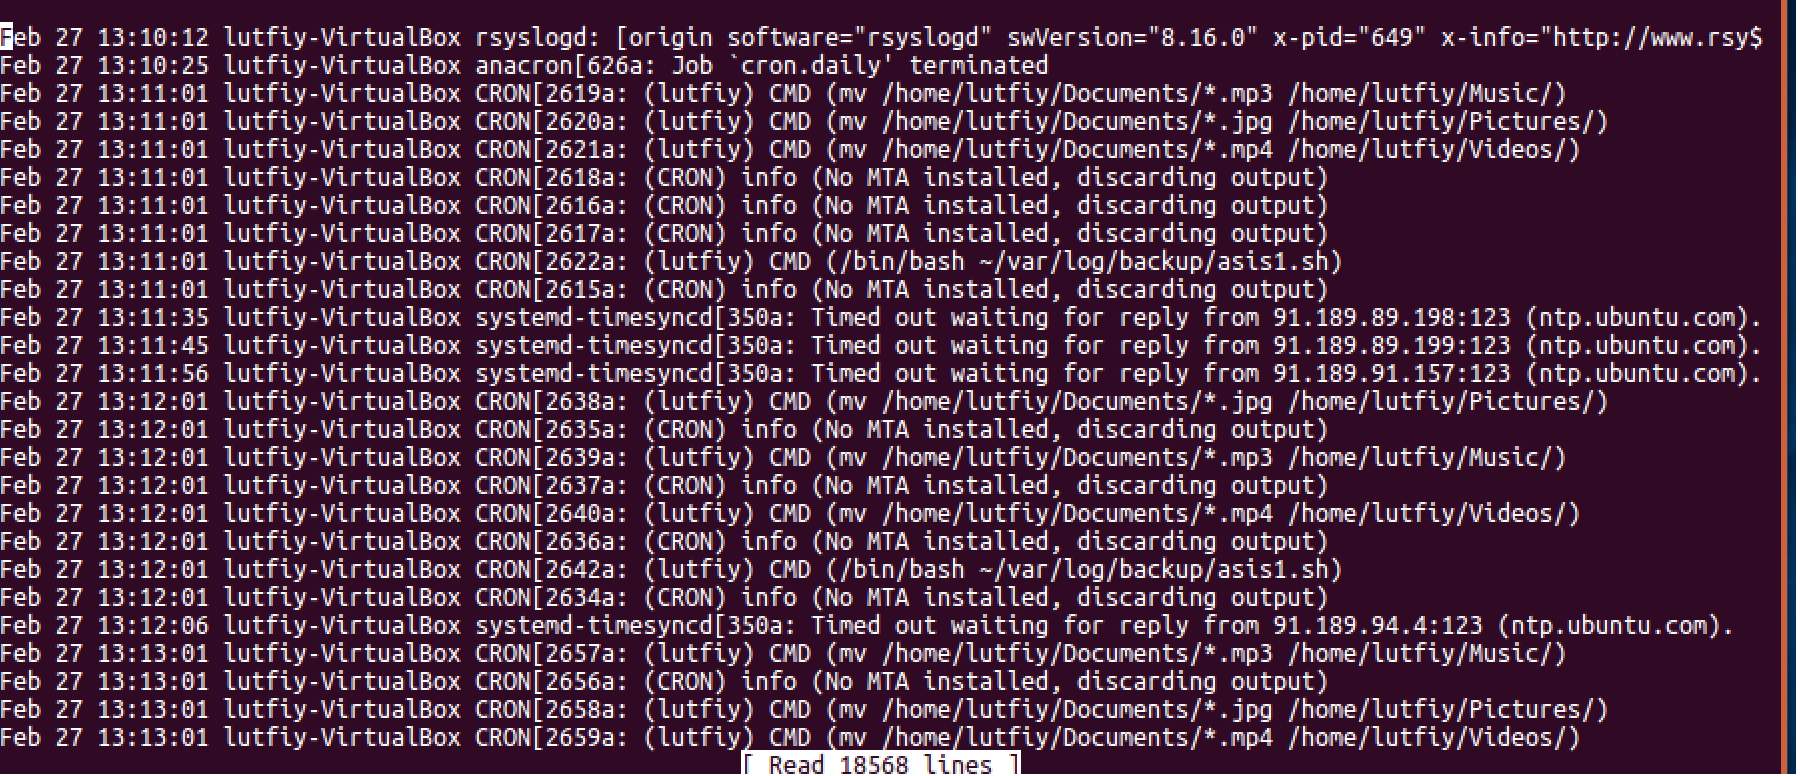 Feb 27 13:10:12 lutfiy-VirtualBox rsyslogd: [origin software="rsyslogd" swVersion="8.16.0" x-pid="649" x-info="http://www.rsy$
Feb 27 13:10:25 lutfiy-VirtualBox anacron[626a: Job `cron.daily' terminated
Feb 27 13:11:01 lutfiy-VirtualBox CRON[2619a: (lutfiy) CMD (mv /home/lutfiy/Documents/*.mp3 /home/lutfiy/Music/)
Feb 27 13:11:01 lutfiy-VirtualBox CRON[2620a: (lutfiy) CMD (mv /home/lutfiy/Documents/*.jpg /home/lutfiy/Pictures/)
Feb 27 13:11:01 lutfiy-VirtualBox CRON[2621a: (lutfiy) CMD (mv /home/lutfiy/Documents/*.mp4 /home/lutfiy/Videos/)
Feb 27 13:11:01 lutfiy-VirtualBox CRON[2618a: (CRON) info (No MTA installed, discarding output)
Feb 27 13:11:01 lutfiy-VirtualBox CRON[2616a: (CRON) info (No MTA installed, discarding output)
Feb 27 13:11:01 lutfiy-VirtualBox CRON[2617a: (CRON) info (No MTA installed, discarding output)
Feb 27 13:11:01 lutfiy-VirtualBox CRON[2622a: (lutfiy) CMD (/bin/bash ~/var/log/backup/asis1.sh)
Feb 27 13:11:01 lutfiy-VirtualBox CRON[2615a: (CRON) info (No MTA installed, discarding output)
Feb 27 13:11:35 lutfiy-VirtualBox systemd-timesyncd[350a: Timed out waiting for reply from 91.189.89.198:123 (ntp.ubuntu.com).
Feb 27 13:11:45 lutfiy-VirtualBox systemd-timesyncd[350a: Timed out waiting for reply from 91.189.89.199:123 (ntp.ubuntu.com).
Feb 27 13:11:56 lutfiy-VirtualBox systemd-timesyncd[350a: Timed out waiting for reply from 91.189.91.157:123 (ntp.ubuntu.com).
Feb 27 13:12:01 lutfiy-VirtualBox CRON[2638a: (lutfiy) CMD (mv /home/lutfiy/Documents/*.jpg /home/lutfiy/Pictures/)
Feb 27 13:12:01 lutfiy-VirtualBox CRON[2635a: (CRON) info (No MTA installed, discarding output)
Feb 27 13:12:01 lutfiy-VirtualBox CRON[2639a: (lutfiy) CMD (mv /home/lutfiy/Documents/*.mp3 /home/lutfiy/Music/)
Feb 27 13:12:01 lutfiy-VirtualBox CRON[2637a: (CRON) info (No MTA installed, discarding output)
Feb 27 13:12:01 lutfiy-VirtualBox CRON[2640a: (lutfiy) CMD (mv /home/lutfiy/Documents/*.mp4 /home/lutfiy/Videos/)
Feb 27 13:12:01 lutfiy-VirtualBox CRON[2636a: (CRON) info (No MTA installed, discarding output)
Feb 27 13:12:01 lutfiy-VirtualBox CRON[2642a: (lutfiy) CMD (/bin/bash ~/var/log/backup/asis1.sh)
Feb 27 13:12:01 lutfiy-VirtualBox CRON[2634a: (CRON) info (No MTA installed, discarding output)
Feb 27 13:12:06 lutfiy-VirtualBox systemd-timesyncd[350a: Timed out waiting for reply from 91.189.94.4:123 (ntp.ubuntu.com).
Feb 27 13:13:01 lutfiy-VirtualBox CRON[2657a: (lutfiy) CMD (mv /home/lutfiy/Documents/*.mp3 /home/lutfiy/Music/)
Feb 27 13:13:01 lutfiy-VirtualBox CRON[2656a: (CRON) info (No MTA installed, discarding output)
Feb 27 13:13:01 lutfiy-VirtualBox CRON[2658a: (lutfiy) CMD (mv /home/lutfiy/Documents/*.jpg /home/lutfiy/Pictures/)
Feb 27 13:13:01 lutfiy-VirtualBox CRON[2659a: (lutfiy) CMD (mv /home/lutfiy/Documents/*.mp4 /home/lutfiy/Videos/)
[ Read 18568 lines ]